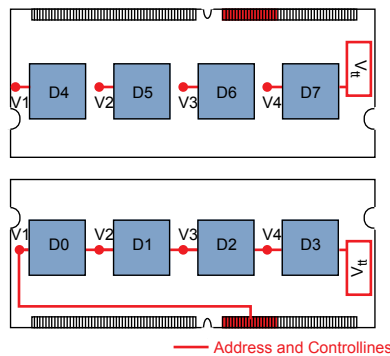 D4 D5 D6 D7 Vtt
V1 V2 V3 V4
V1 V2 V3 V4
D0 D1 D2 D3 Vtt
Address and Controllines